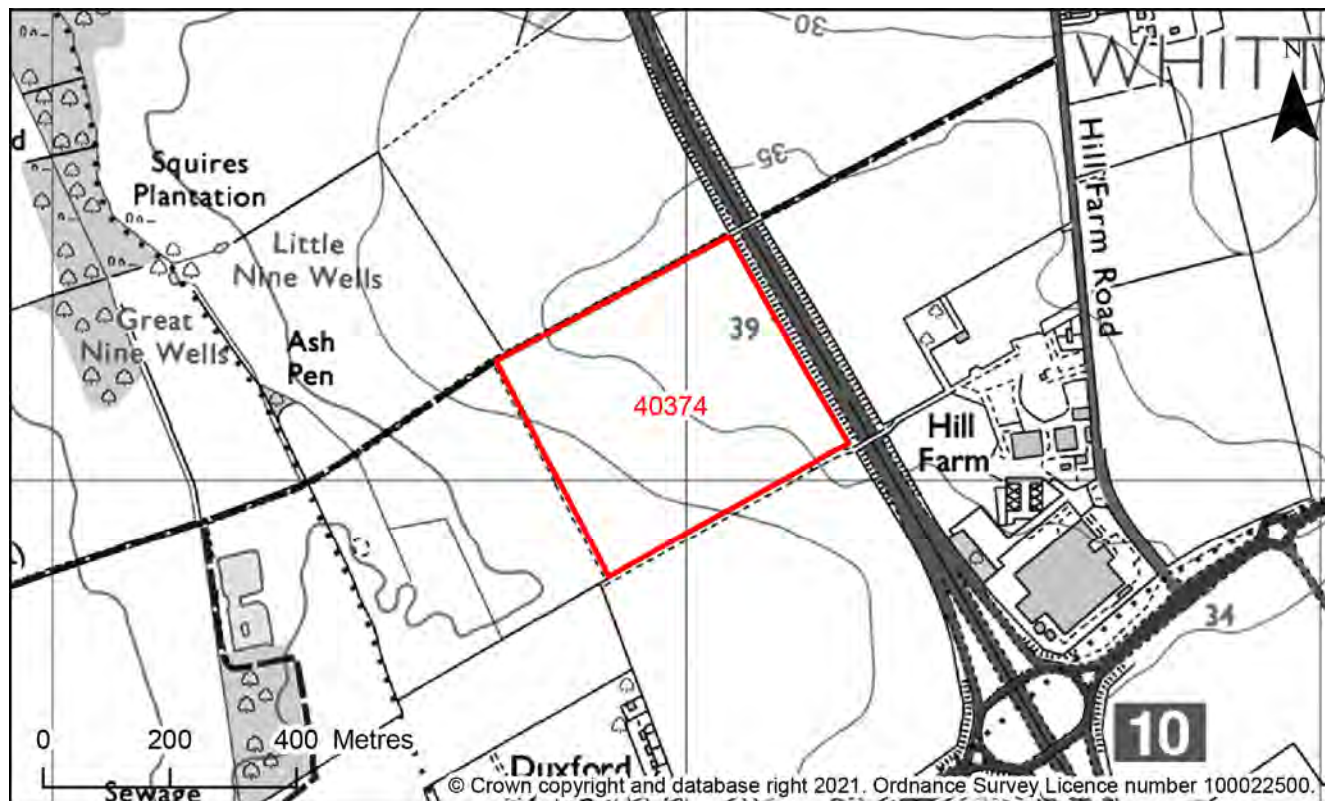 30
WHITT
N
35
Squires
Plantation
Little
Nine Wells
Great
Nine Wells
Ash
Pen
39
40374
Hill Farm Road
Hill
Farm
34
10
0 200 400 Metres
Duxford
Sewage
© Crown copyright and database right 2021. Ordnance Survey Licence number 100022500.